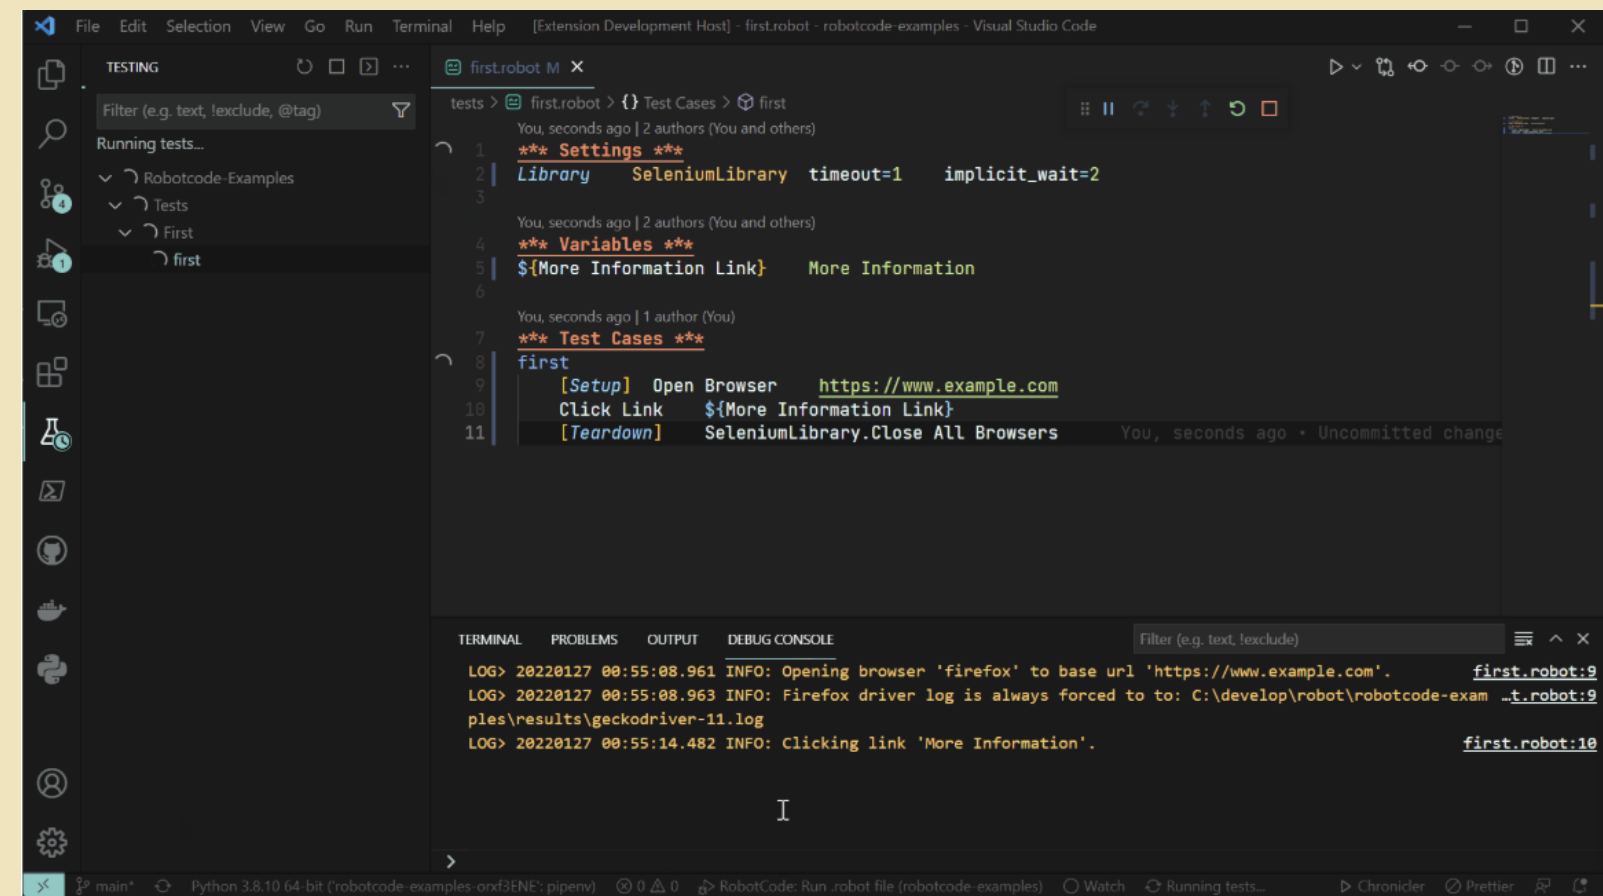 File Edit Selection View Go Run Terminal Help [Extension Development Host] - first.robot - robotcode-examples - Visual Studio Code
TESTING
Filter (e.g. text, !exclude, @tag)
Running tests...
Robotcode-Examples
Tests
First
first
4
1
first.robot M
tests > first.robot > {} Test Cases > first
You, seconds ago | 2 authors (You and others)
1 *** Settings ***
2 Library SeleniumLibrary timeout=1 implicit_wait=2
3
You, seconds ago | 2 authors (You and others)
4 *** Variables ***
5 ${More Information Link} More Information
6
You, seconds ago | 1 author (You)
7 *** Test Cases ***
8 first
9 [Setup] Open Browser https://www.example.com
10 Click Link ${More Information Link}
11 [Teardown] SeleniumLibrary.Close All Browsers You, seconds ago • Uncommitted change
TERMINAL PROBLEMS OUTPUT DEBUG CONSOLE Filter (e.g. text, !exclude)
LOG> 20220127 00:55:08.961 INFO: Opening browser 'firefox' to base url 'https://www.example.com'. first.robot:9
LOG> 20220127 00:55:08.963 INFO: Firefox driver log is always forced to to: C:\develop\robot\robotcode-exam …t.robot:9
ples\results\geckodriver-11.log
LOG> 20220127 00:55:14.482 INFO: Clicking link 'More Information'. first.robot:10
>
main* Python 3.8.10 64-bit ('robotcode-examples-orxf3ENE': pipenv) 0 0 RobotCode: Run .robot file (robotcode-examples) Watch Running tests... Chronicler Prettier